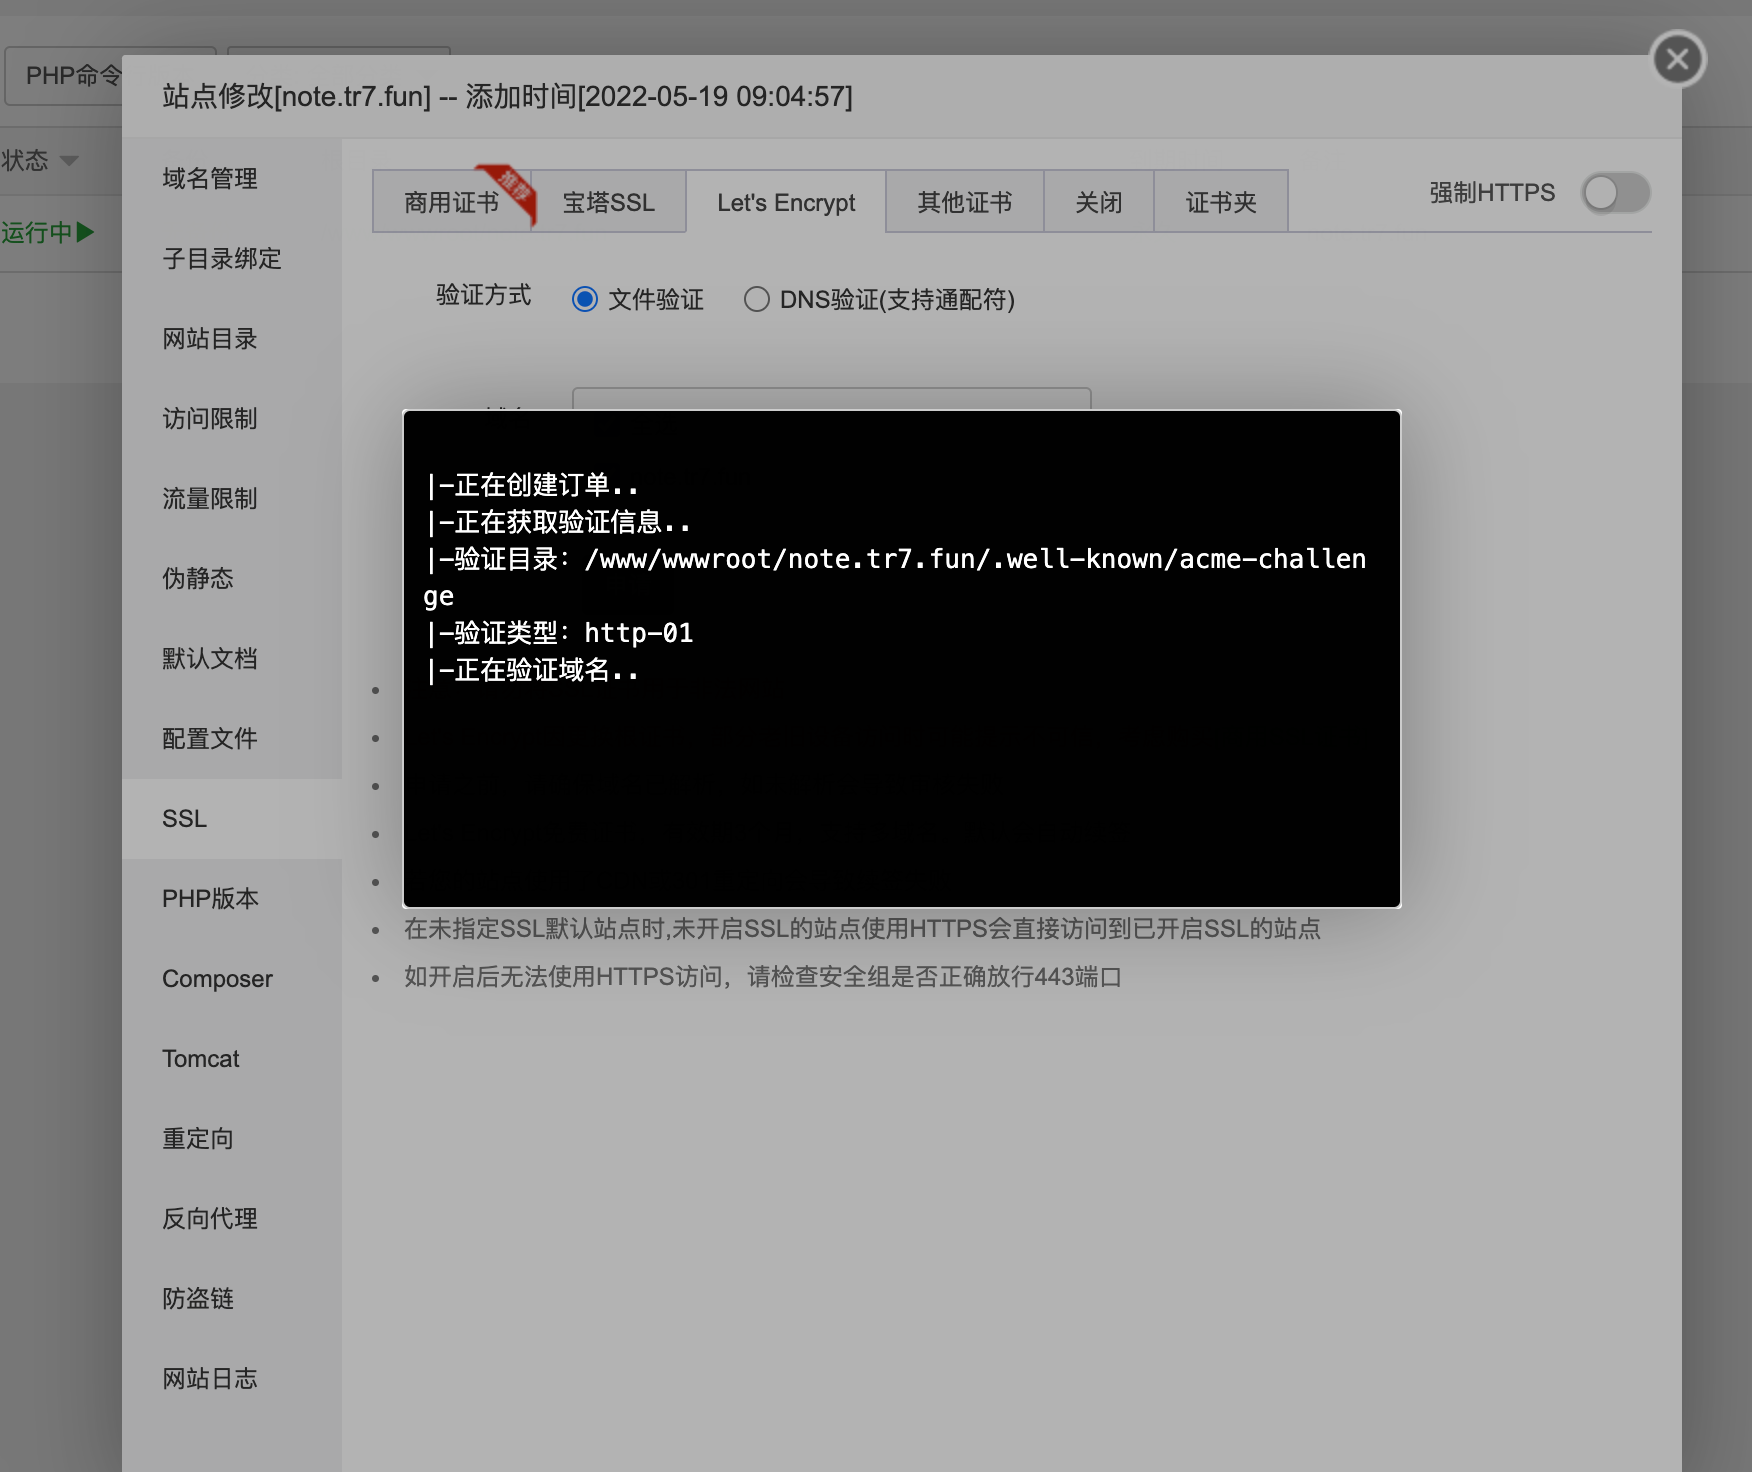 PHP命令
站点修改[note.tr7.fun] -- 添加时间[2022-05-19 09:04:57]
状态
运行中
域名管理
子目录绑定
网站目录
访问限制
流量限制
伪静态
默认文档
配置文件
SSL
PHP版本
Composer
Tomcat
重定向
反向代理
防盗链
网站日志
商用证书
推荐
宝塔SSL
Let's Encrypt
其他证书
关闭
证书夹
强制HTTPS
验证方式
文件验证
DNS验证(支持通配符)
|-正在创建订单..
|-正在获取验证信息..
|-验证目录：/www/wwwroot/note.tr7.fun/.well-known/acme-challen
ge
|-验证类型：http-01
|-正在验证域名..
在未指定SSL默认站点时,未开启SSL的站点使用HTTPS会直接访问到已开启SSL的站点
如开启后无法使用HTTPS访问，请检查安全组是否正确放行443端口